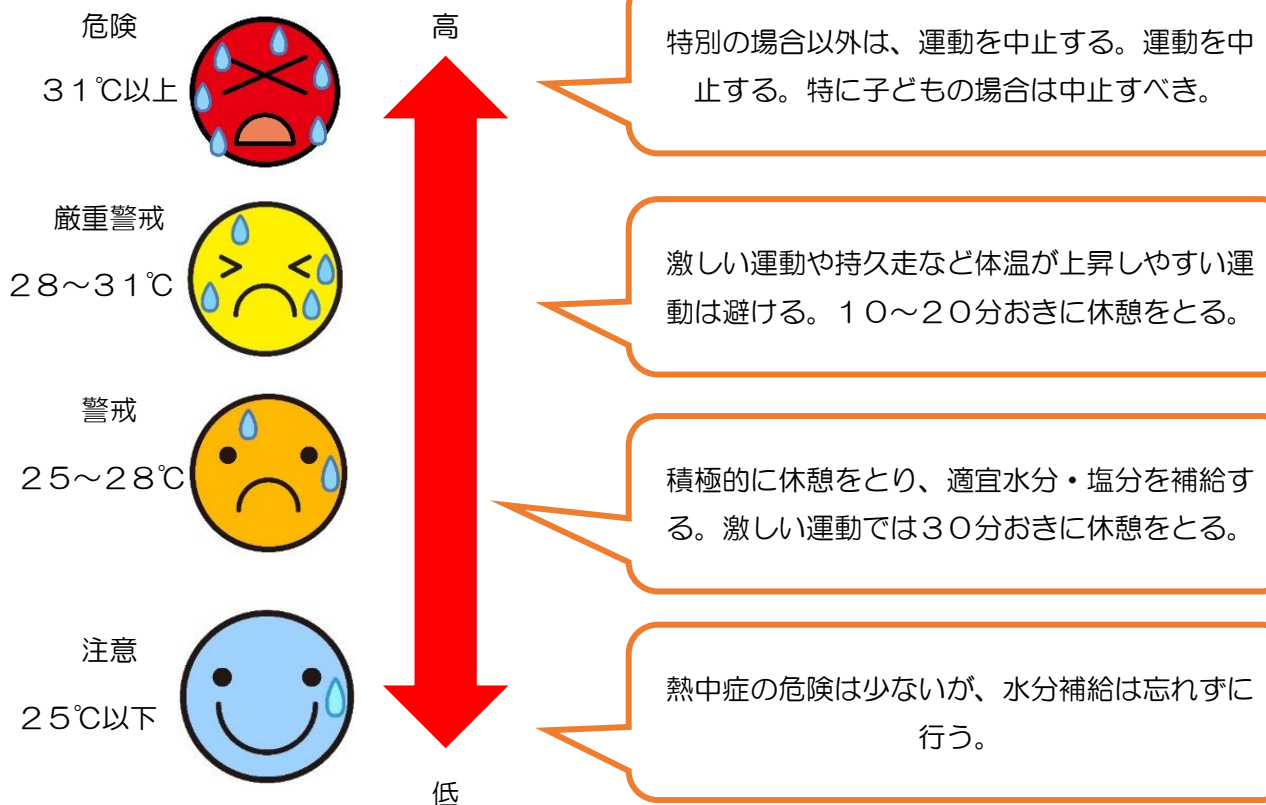 危険
31℃以上
高
特別の場合以外は、運動を中止する。運動を中
止する。特に子どもの場合は中止すべき。
厳重警戒
28～31℃
激しい運動や持久走など体温が上昇しやすい運
動は避ける。10～20分おきに休憩をとる。
警戒
25～28℃
積極的に休憩をとり、適宜水分・塩分を補給す
る。激しい運動では30分おきに休憩をとる。
注意
25℃以下
熱中症の危険は少ないが、水分補給は忘れずに
行う。
低